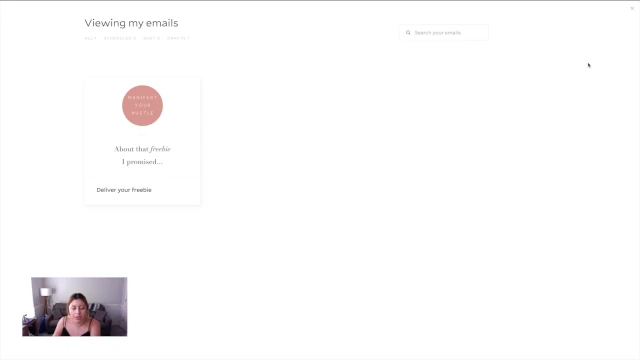 Viewing my emails
Search your emails
MANIFEST
YOUR
HUSTLE
About that freebie
I promised...
Deliver your freebie